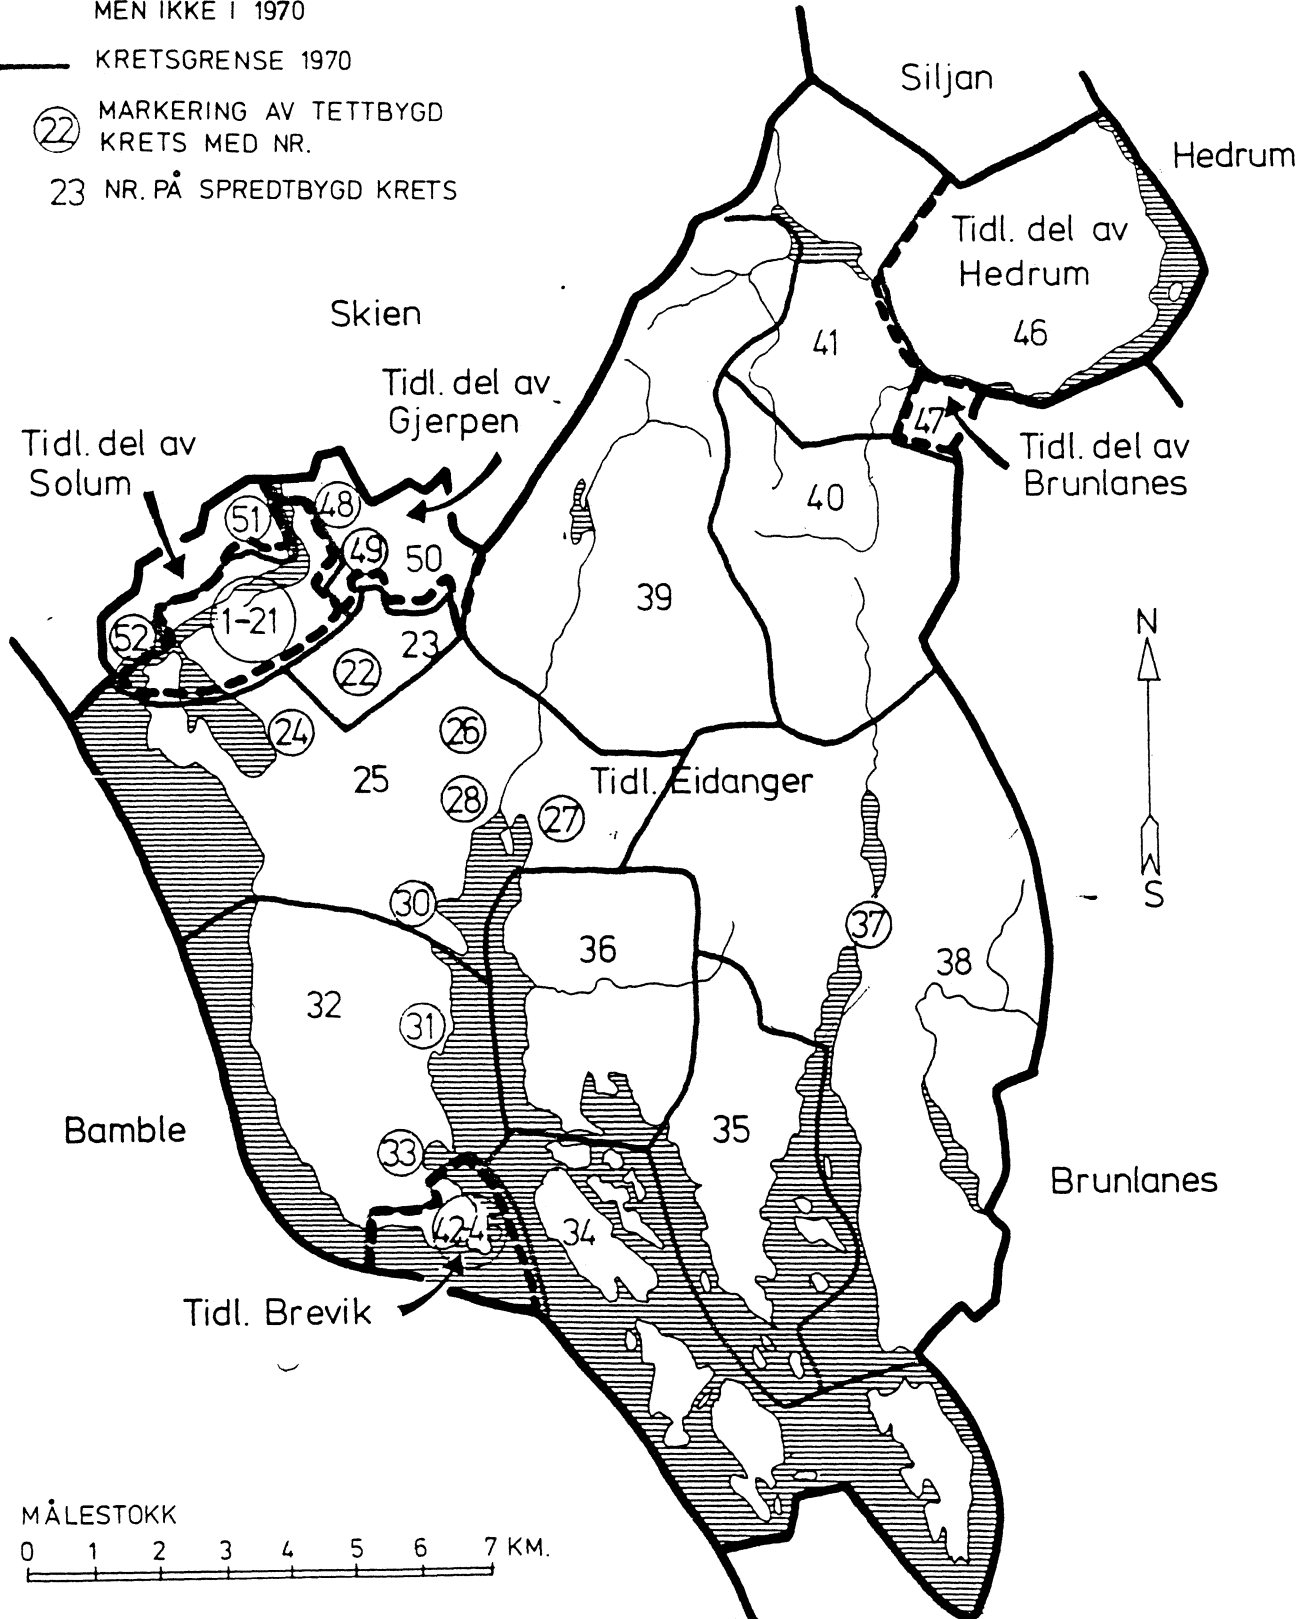 MEN IKKE I 1970
KRETSGRENSE 1970
22 MARKERING AV TETTBYGD
KRETS MED NR.
23 NR. PÅ SPREDTBYGD KRETS
Siljan
Hedrum
Tidl. del av
Hedrum
46
Skien
41
Tidl. del av
Gjerpen
47
Tidl. del av
Brunlanes
Tidl. del av
Solum
40
48
51
49
50
39
1-21
52
23
22
N
S
24
26
25
Tidl. Eidanger
28
27
30
37
36
38
32
31
Bamble
35
33
Brunlanes
34
Tidl. Brevik
MÅLESTOKK
0 1 2 3 4 5 6 7 KM.